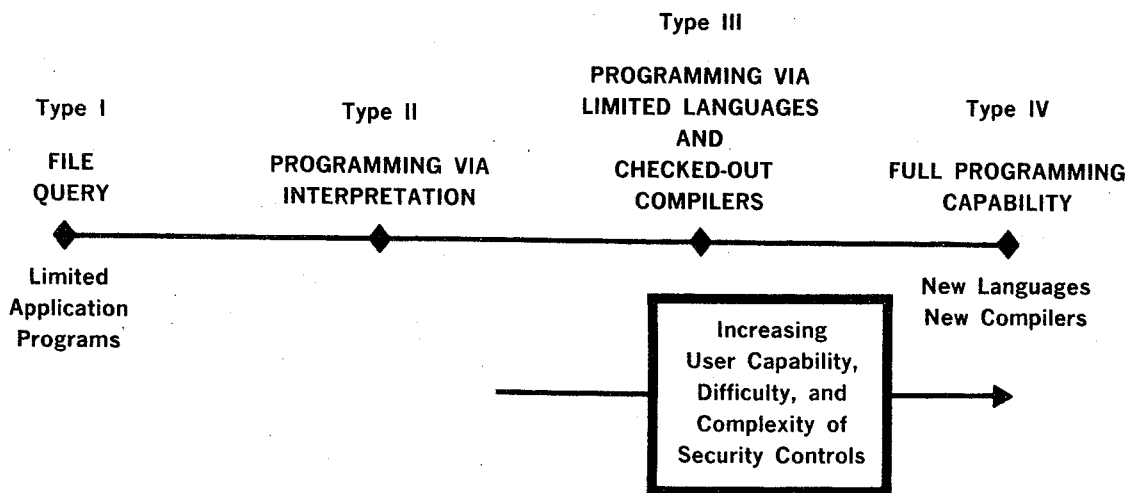 Type I
FILE
QUERY
Limited
Application
Programs
Type II
PROGRAMMING VIA
INTERPRETATION
Type III
PROGRAMMING VIA
LIMITED LANGUAGES
AND
CHECKED-OUT
COMPILERS
Type IV
FULL PROGRAMMING
CAPABILITY
New Languages
New Compilers
Increasing
User Capability,
Difficulty, and
Complexity of
Security Controls